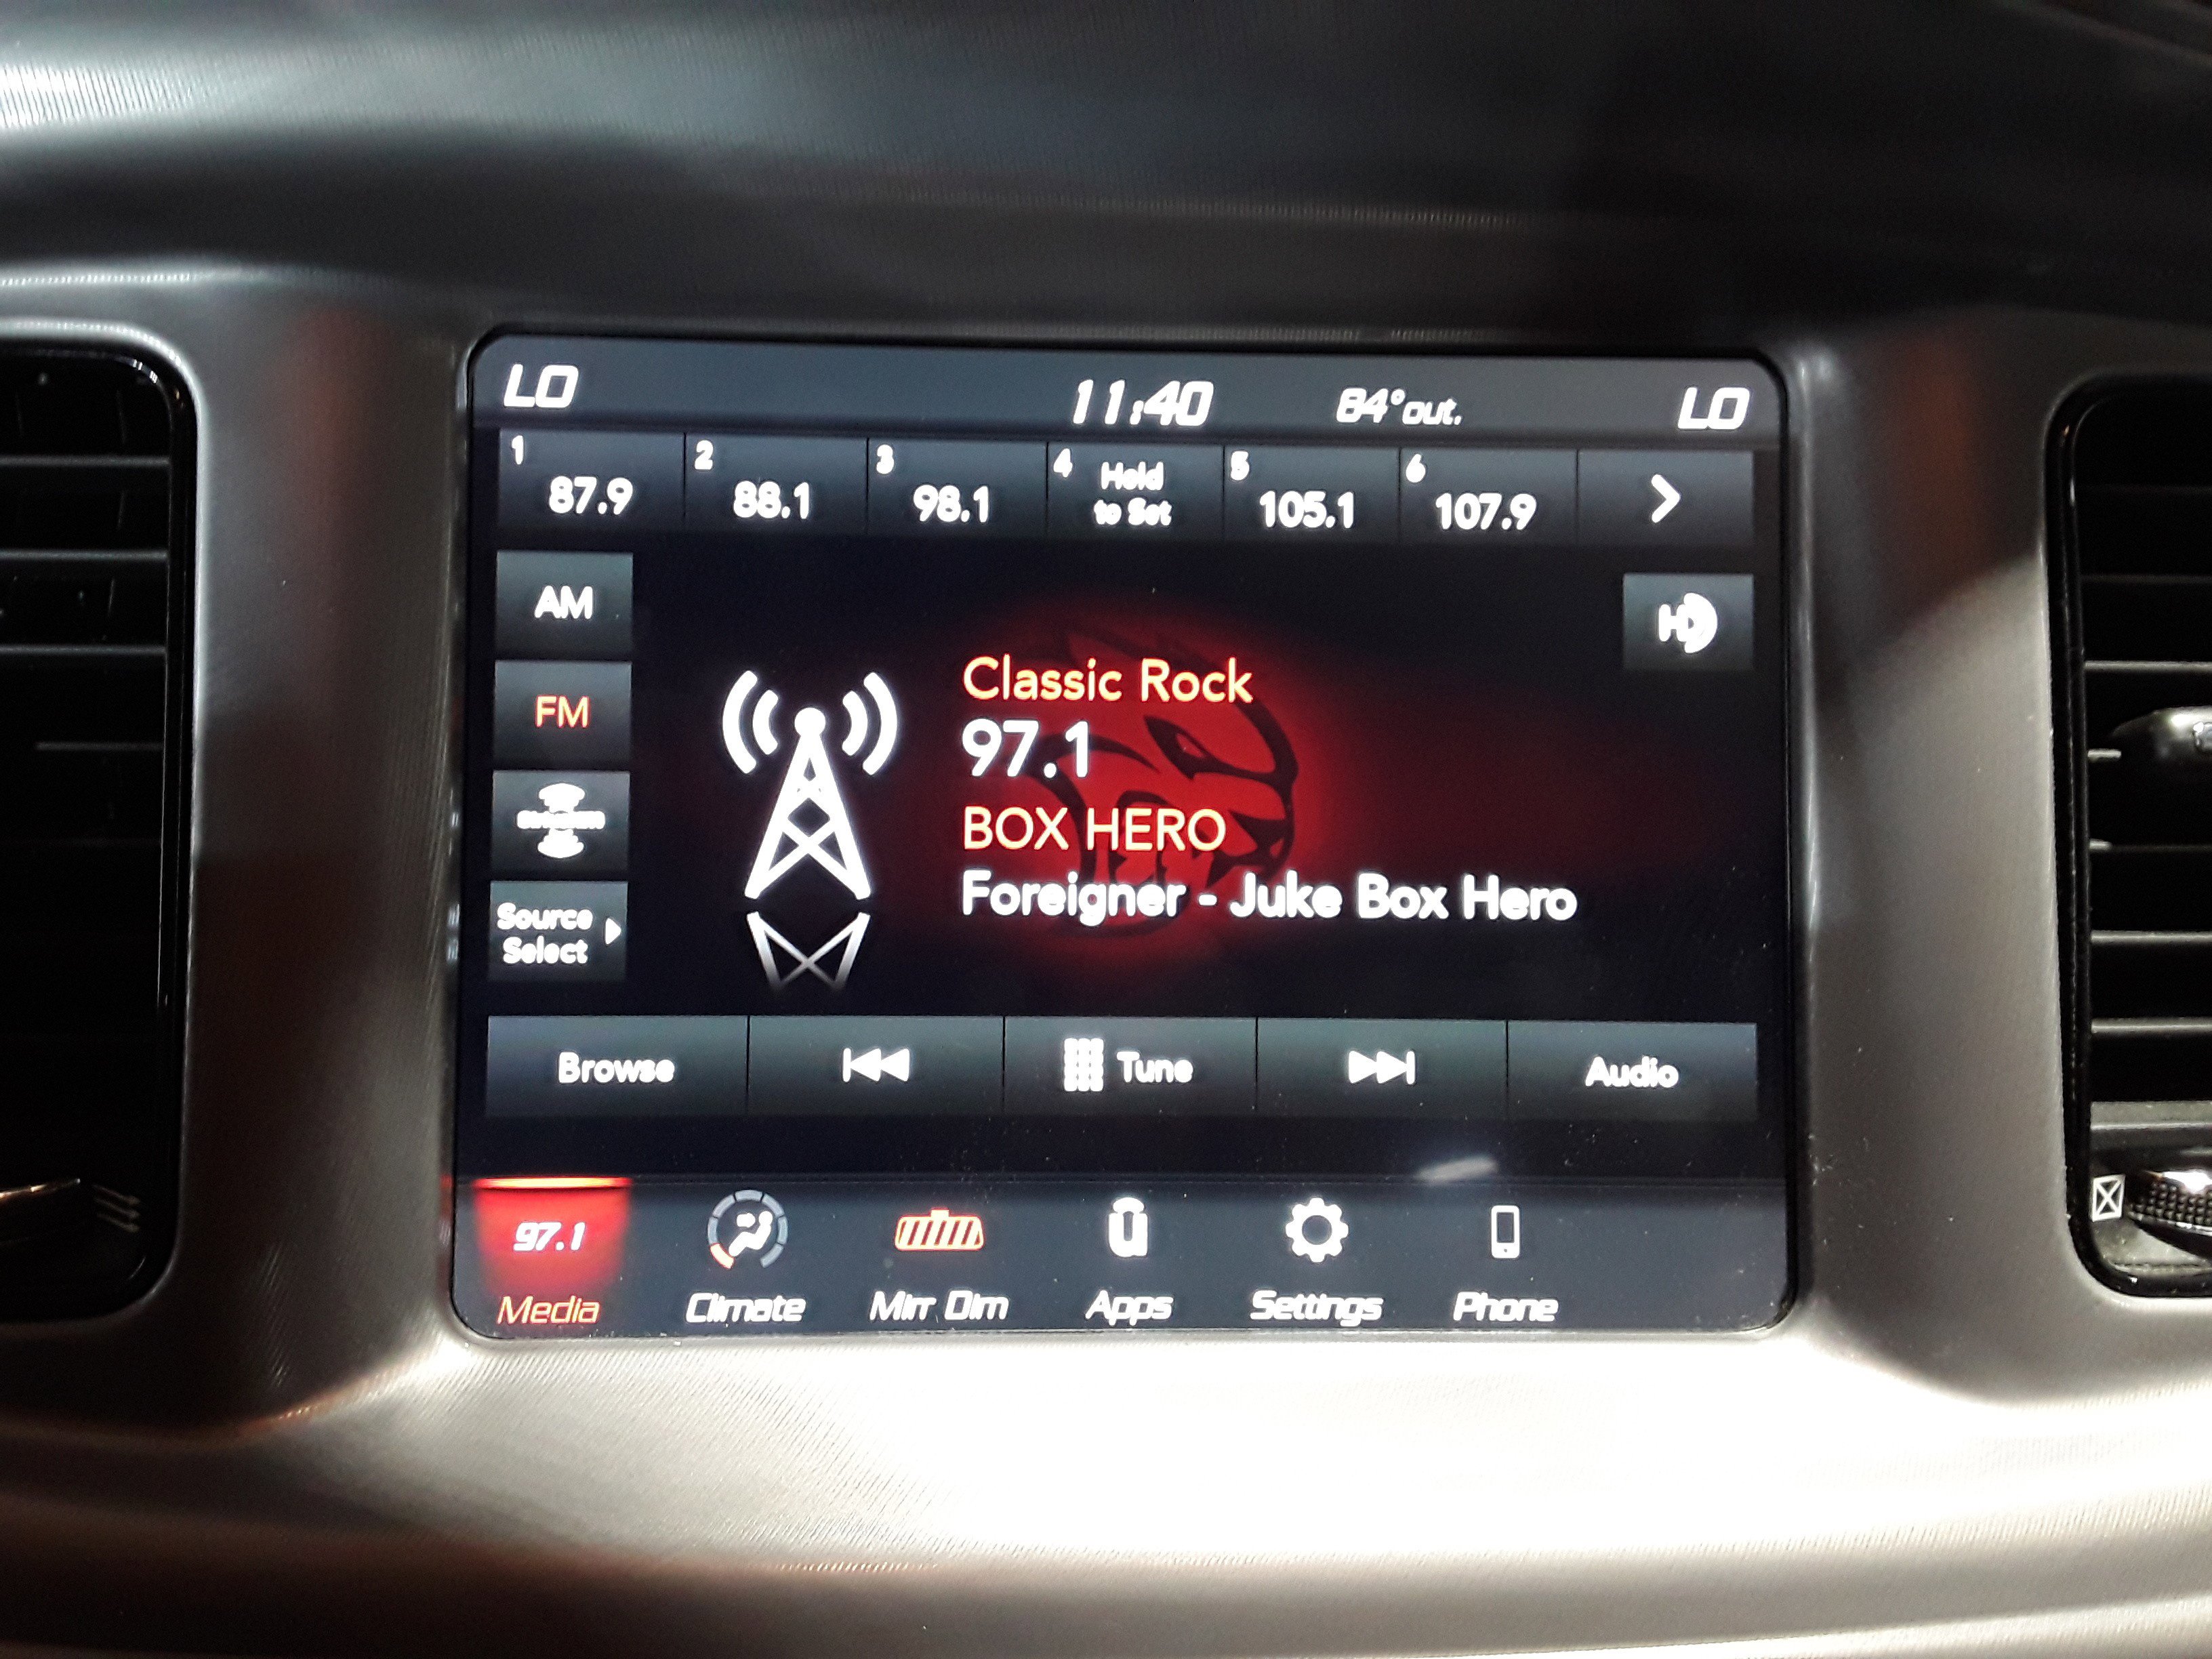 LO 11:40 84° out. LO
1 87.9 2 88.1 3 98.1 4 Hold to Set 5 105.1 6 107.9
AM
HD
FM
Classic Rock
97.1
BOX HERO
Foreigner - Juke Box Hero
Source
Select
Browse Tune Audio
97.1
Media Climate Mirr Dim Apps Settings Phone